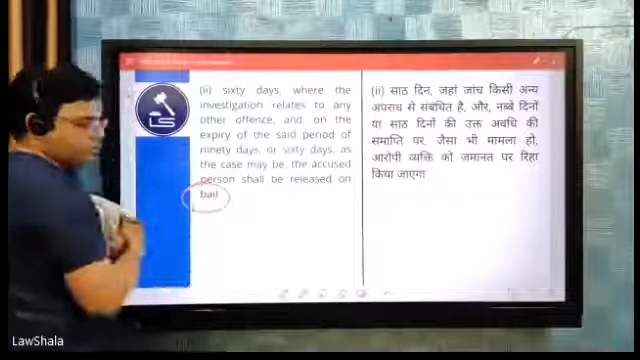 (ii) sixty days, where the
investigation relates to any
other offence, and, on the
expiry of the said period of
ninety days, or sixty days, as
the case may be, the accused
person shall be released on
bail
(ii) साठ दिन, जहां जांच किसी अन्य
अपराध से संबंधित है, और, नब्बे दिनों
या साठ दिनों की उक्त अवधि की
समाप्ति पर, जैसा भी मामला हो,
आरोपी व्यक्ति को जमानत पर रिहा
किया जाएगा
LS
LawShala